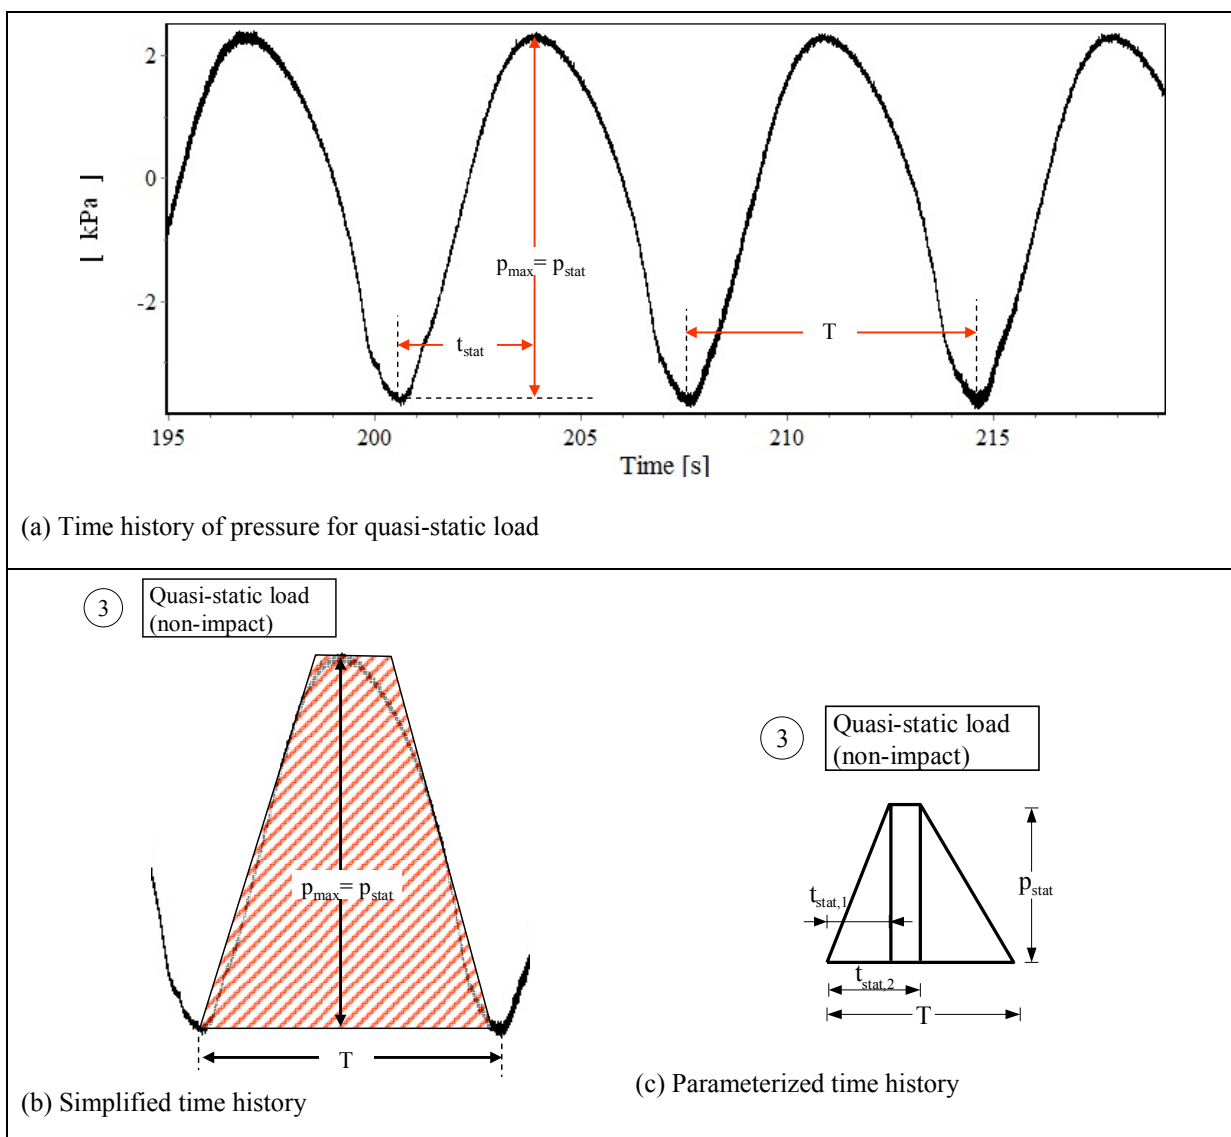 2
0
-2
[ kPa ]
p_max= p_stat
t_stat
T
195
200
205
210
215
Time [s]
(a) Time history of pressure for quasi-static load
3
Quasi-static load
(non-impact)
p_max= p_stat
T
(b) Simplified time history
3
Quasi-static load
(non-impact)
t_stat,1
p_stat
t_stat,2
T
(c) Parameterized time history